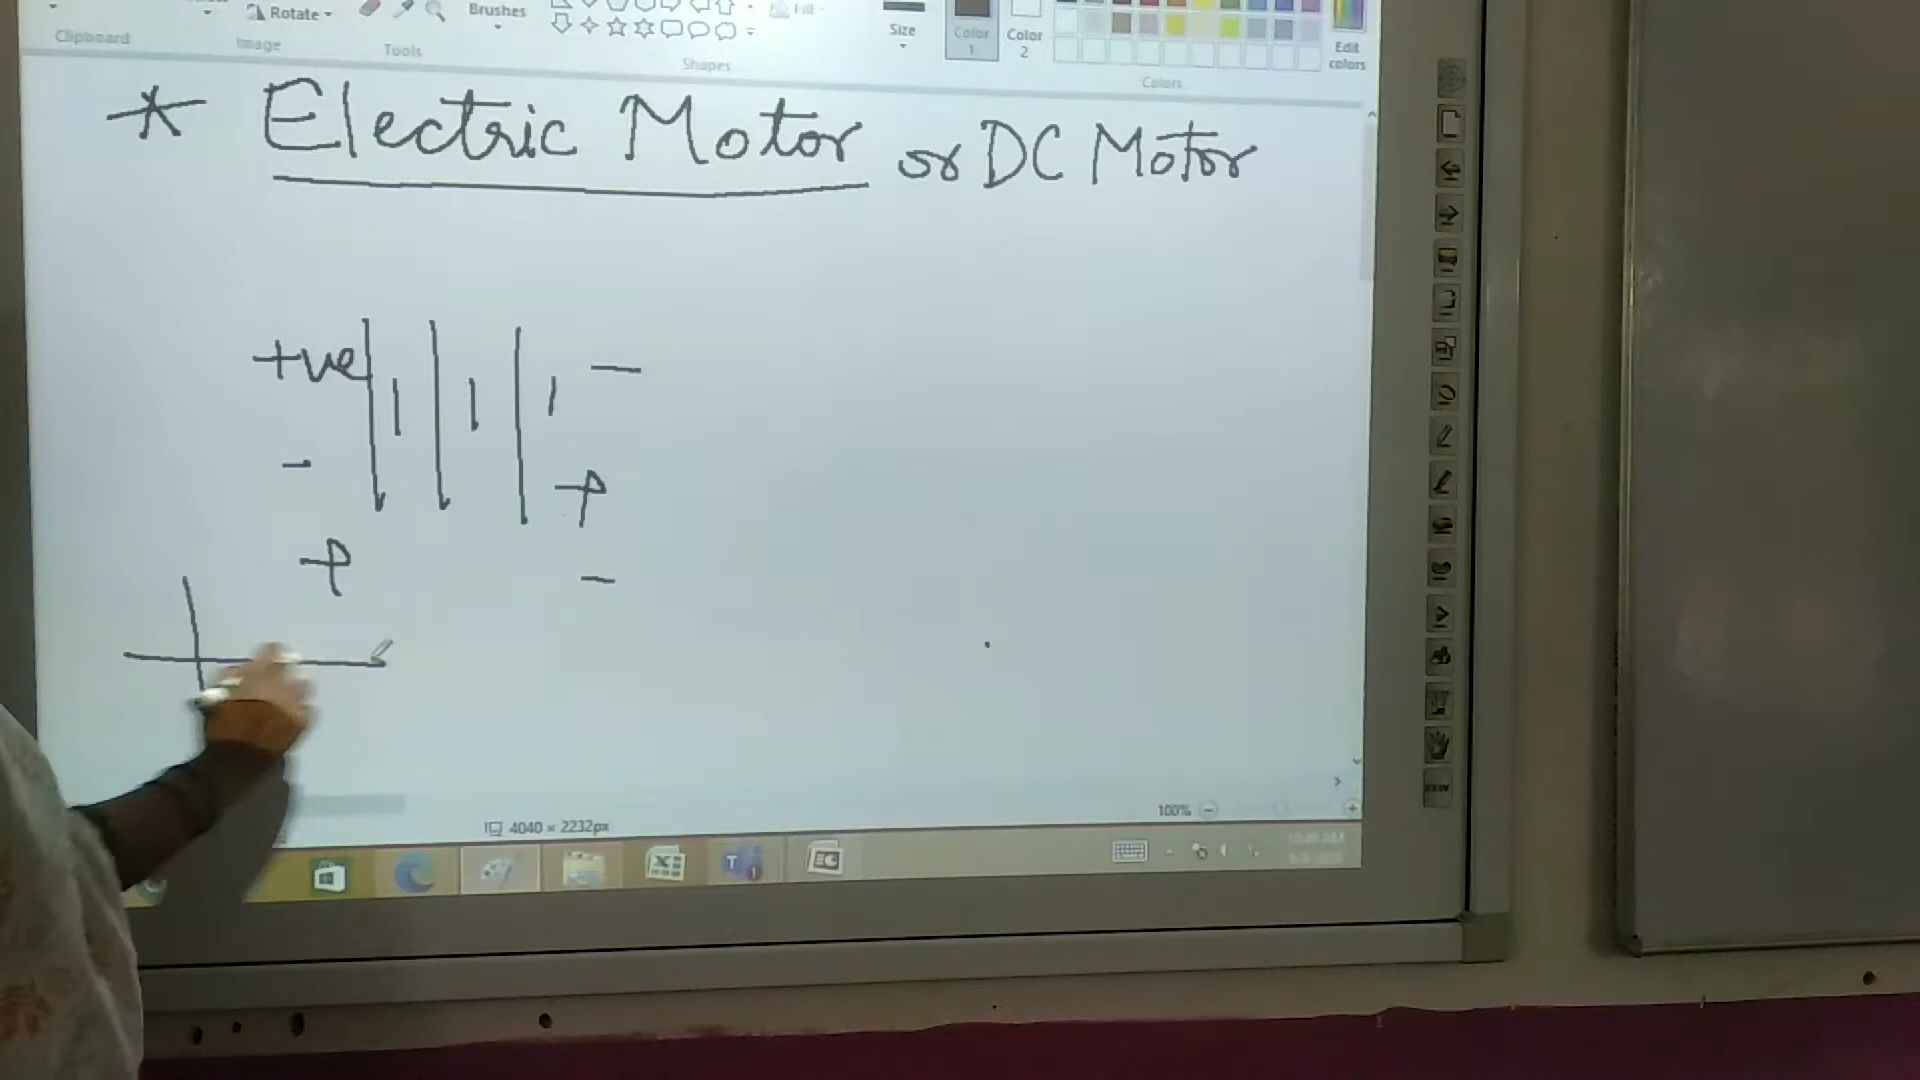 Rotate
Brushes
Fill
Size
Color
1
Color
2
Edit
colors
Clipboard
Image
Tools
Shapes
Colors
* Electric Motor or DC Motor
+ve
-
-
+
+
-
100%
4040 × 2232px